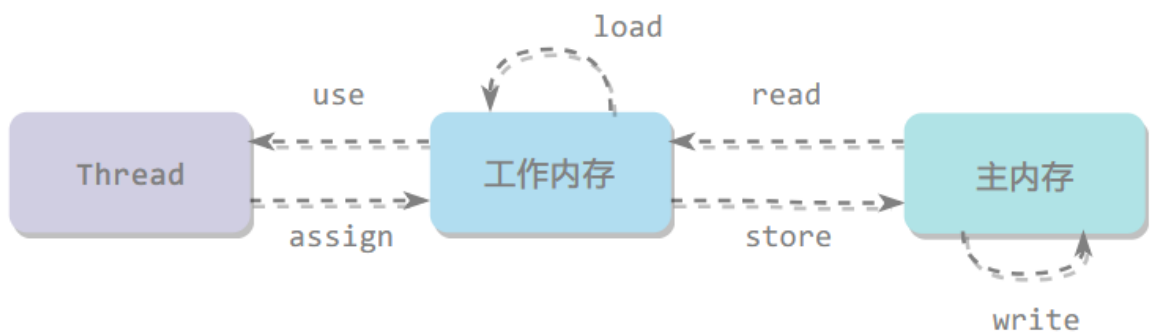 load
use
read
Thread
工作内存
主内存
assign
store
write